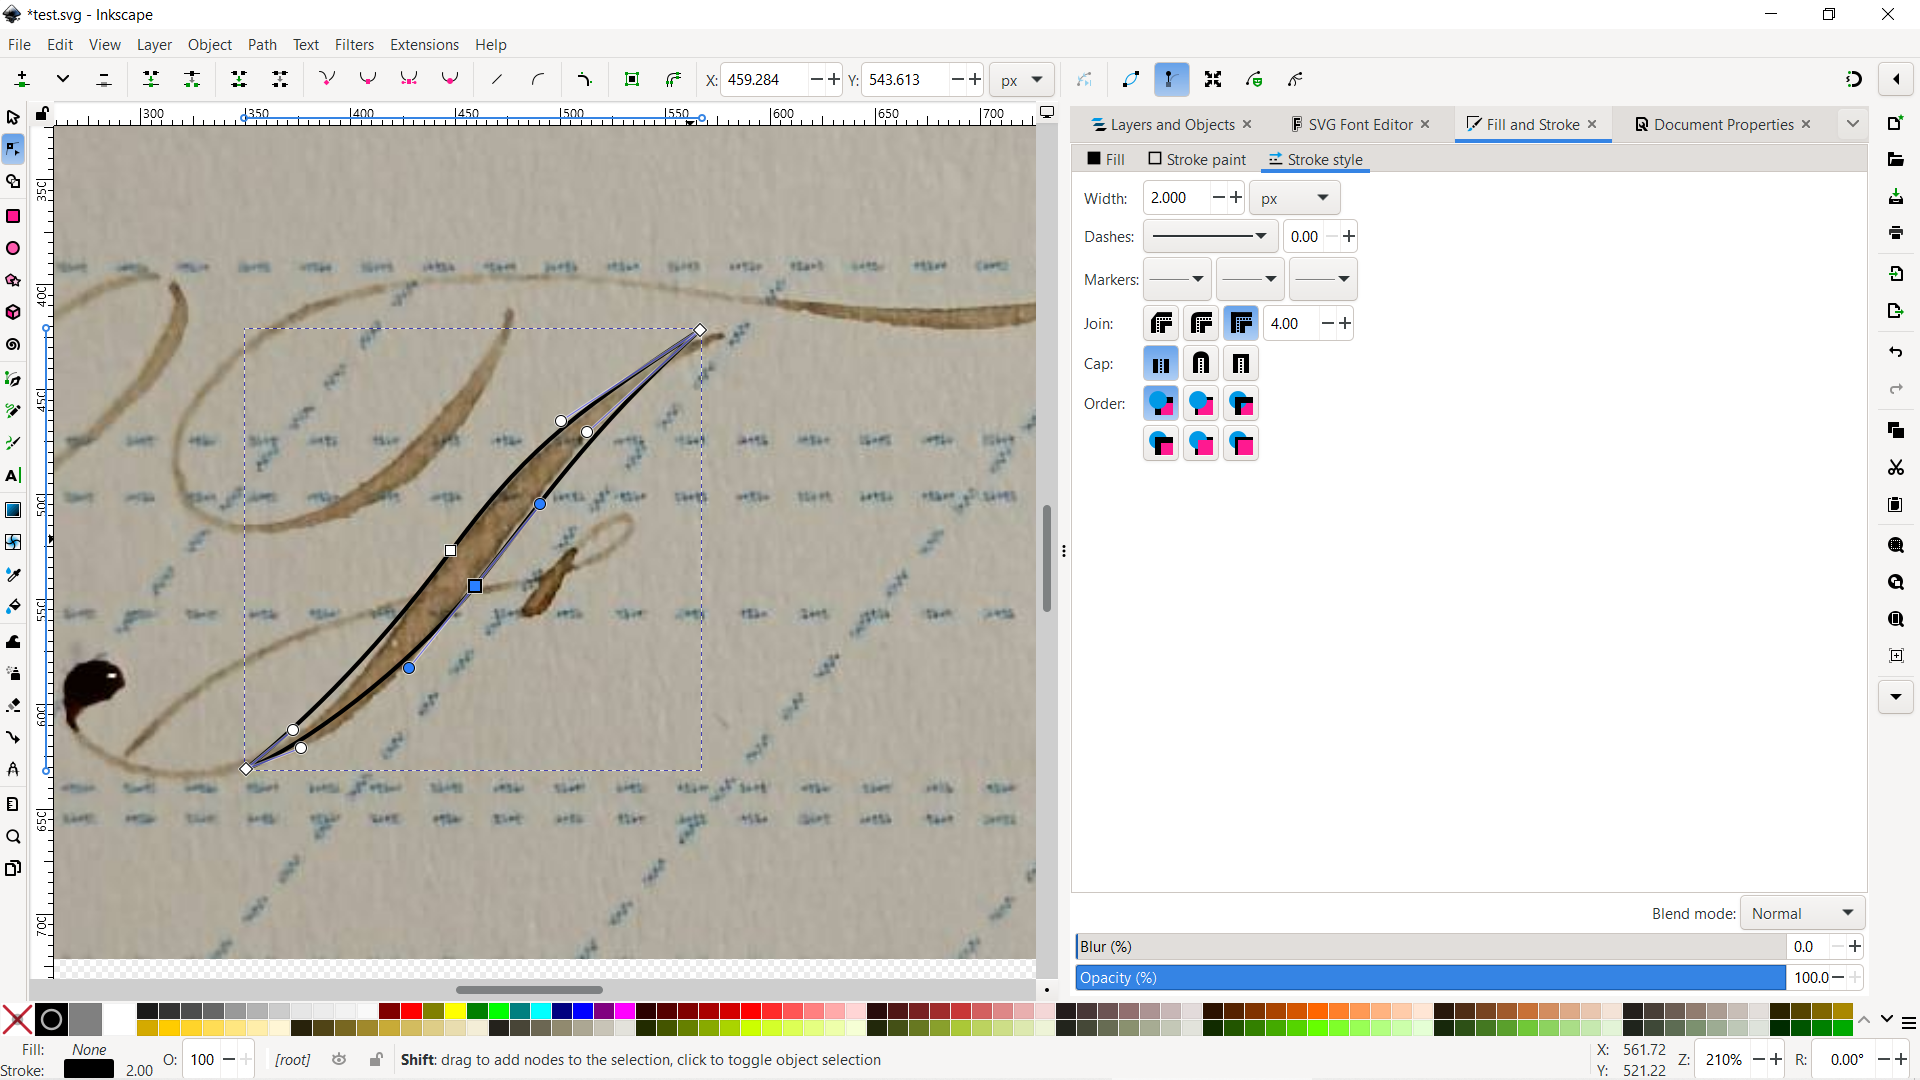 *test.svg - Inkscape
File Edit View Layer Object Path Text Filters Extensions Help
X: 459.284 Y: 543.613 px
Layers and Objects SVG Font Editor Fill and Stroke Document Properties
Fill Stroke paint Stroke style
Width: 2.000 px
Dashes: 0.00
Markers:
Join: 4.00
Cap:
Order:
300 350 400 450 500 550 600 650 700
350
400
450
500
550
600
650
700
Blend mode: Normal
Blur (%) 0.0
Opacity (%) 100.0
Fill: None
Stroke: 2.00
O: 100 [root] Shift: drag to add nodes to the selection, click to toggle object selection
X: 561.72
Y: 521.22
Z: 210% R: 0.00°